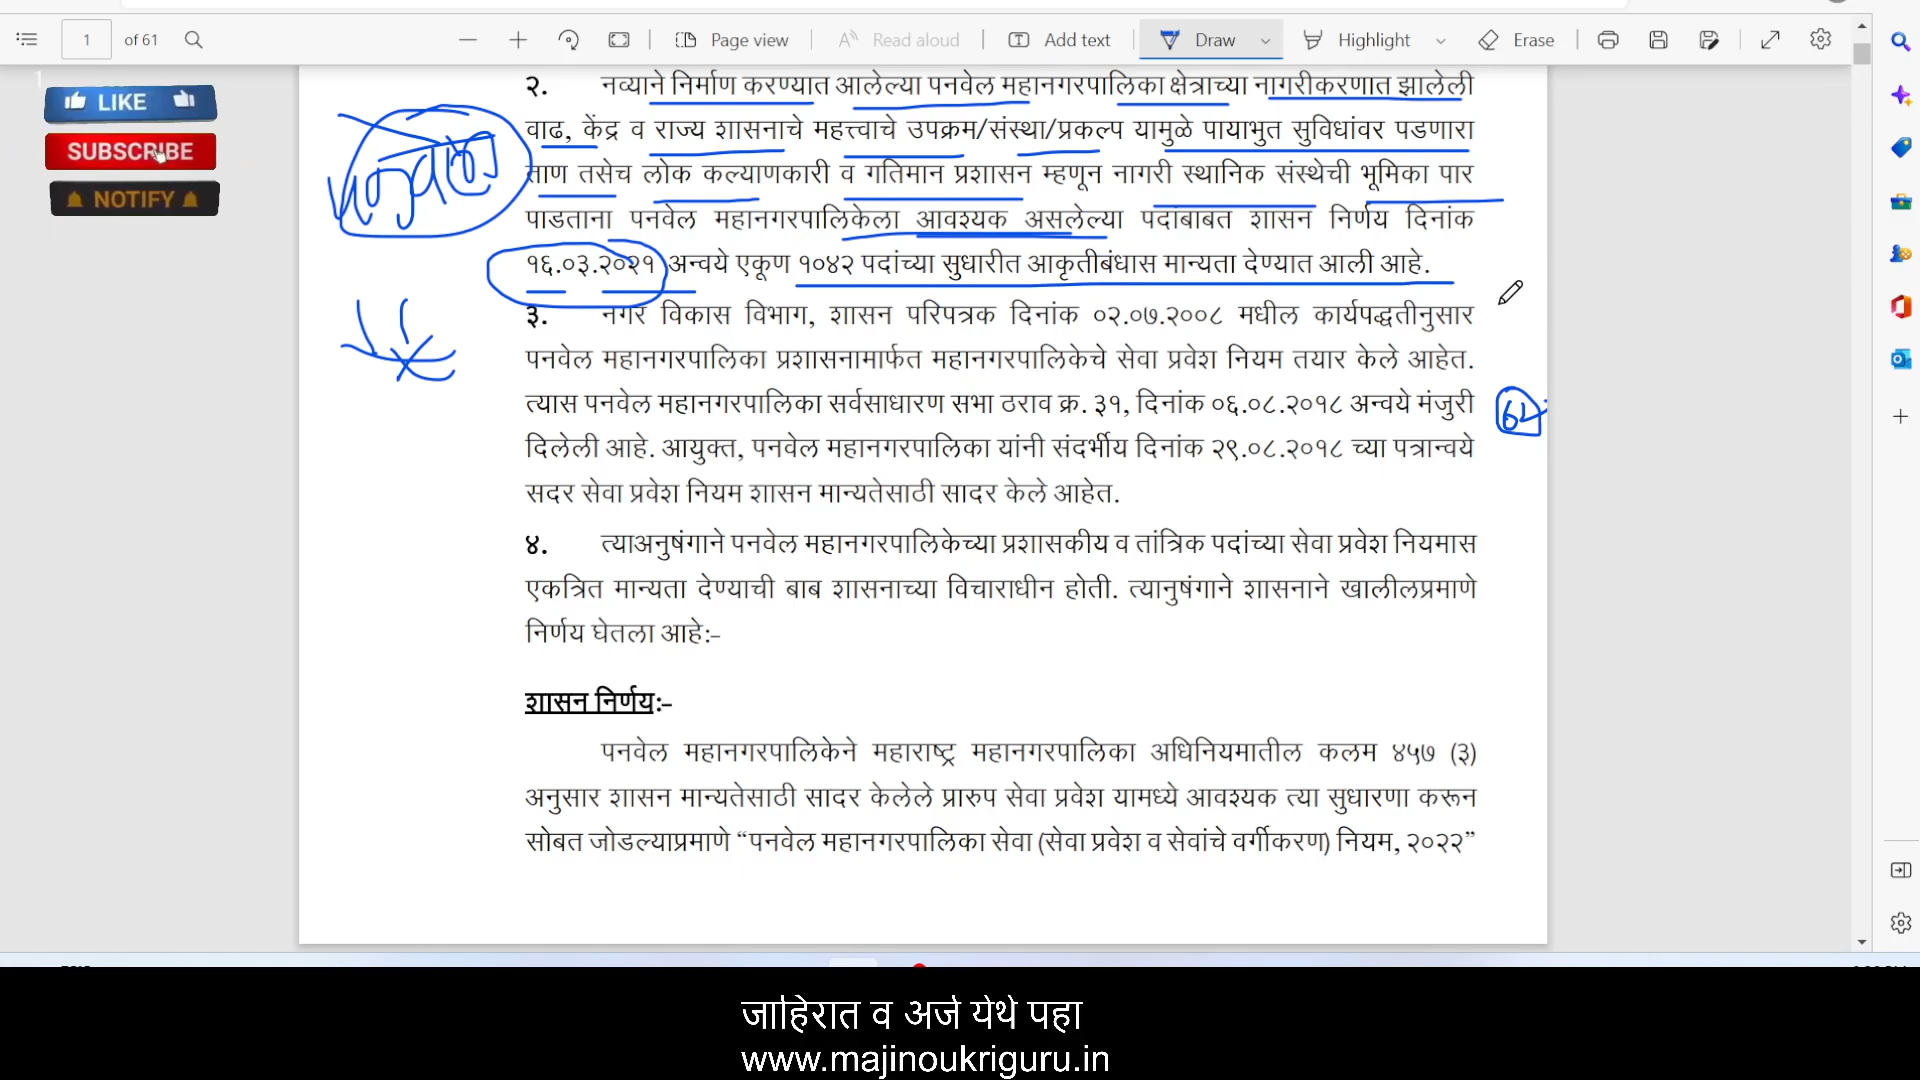 1 of 61 Page view Read aloud Add text Draw Highlight Erase
1
LIKE
SUBSCRIBE
NOTIFY
२. नव्याने निर्माण करण्यात आलेल्या पनवेल महानगरपालिका क्षेत्राच्या नागरीकरणात झालेली
वाढ, केंद्र व राज्य शासनाचे महत्त्वाचे उपक्रम/संस्था/प्रकल्प यामुळे पायाभुत सुविधांवर पडणारा
ताण तसेच लोक कल्याणकारी व गतिमान प्रशासन म्हणून नागरी स्थानिक संस्थेची भूमिका पार
पाडताना पनवेल महानगरपालिकेला आवश्यक असलेल्या पदांबाबत शासन निर्णय दिनांक
१६.०३.२०२१ अन्वये एकूण १०४२ पदांच्या सुधारीत आकृतीबंधास मान्यता देण्यात आली आहे.
३. नगर विकास विभाग, शासन परिपत्रक दिनांक ०२.०७.२००८ मधील कार्यपद्धतीनुसार
पनवेल महानगरपालिका प्रशासनामार्फत महानगरपालिकेचे सेवा प्रवेश नियम तयार केले आहेत.
त्यास पनवेल महानगरपालिका सर्वसाधारण सभा ठराव क्र. ३१, दिनांक ०६.०८.२०१८ अन्वये मंजुरी
दिलेली आहे. आयुक्त, पनवेल महानगरपालिका यांनी संदर्भीय दिनांक २९.०८.२०१८ च्या पत्रान्वये
सदर सेवा प्रवेश नियम शासन मान्यतेसाठी सादर केले आहेत.
४. त्याअनुषंगाने पनवेल महानगरपालिकेच्या प्रशासकीय व तांत्रिक पदांच्या सेवा प्रवेश नियमास
एकत्रित मान्यता देण्याची बाब शासनाच्या विचाराधीन होती. त्यानुषंगाने शासनाने खालीलप्रमाणे
निर्णय घेतला आहे:-
शासन निर्णय:-
पनवेल महानगरपालिकेने महाराष्ट्र महानगरपालिका अधिनियमातील कलम ४५७ (३)
अनुसार शासन मान्यतेसाठी सादर केलेले प्रारुप सेवा प्रवेश यामध्ये आवश्यक त्या सुधारणा करून
सोबत जोडल्याप्रमाणे “पनवेल महानगरपालिका सेवा (सेवा प्रवेश व सेवांचे वर्गीकरण) नियम, २०२२”
जाहिरात व अर्ज येथे पहा
www.majinoukriguru.in